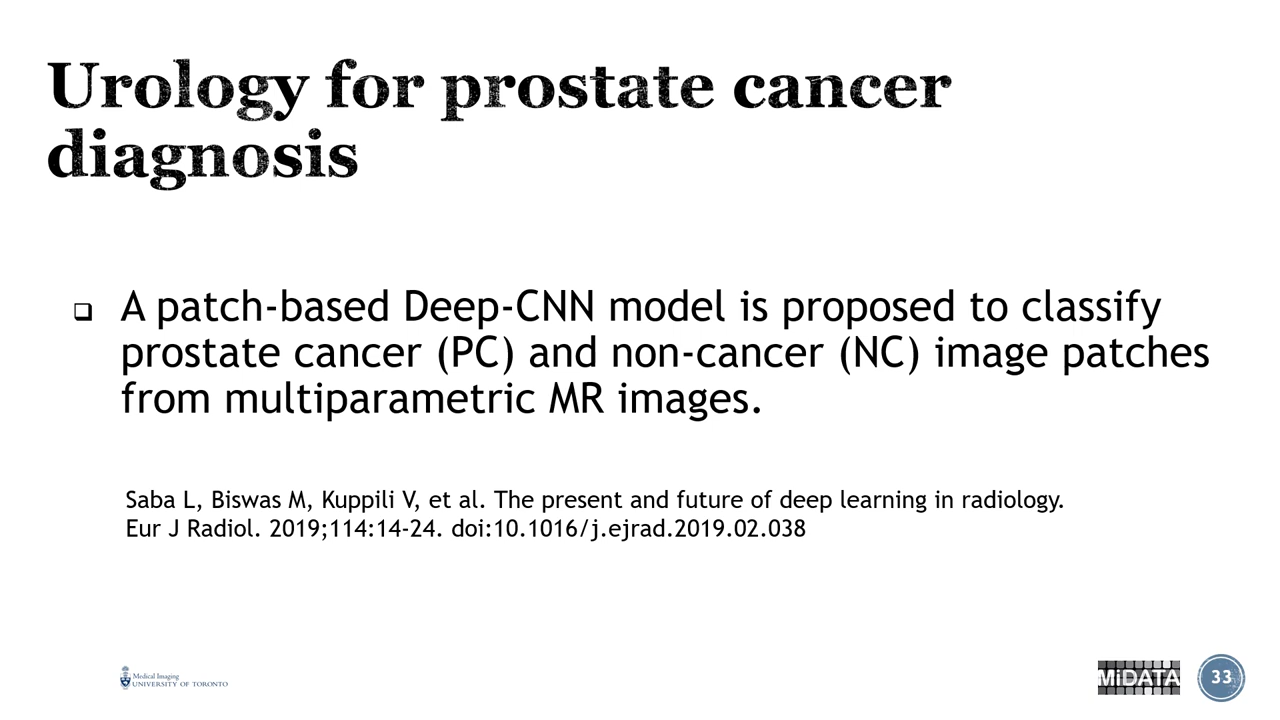 Urology for prostate cancer
diagnosis
❑ A patch-based Deep-CNN model is proposed to classify
prostate cancer (PC) and non-cancer (NC) image patches
from multiparametric MR images.
Saba L, Biswas M, Kuppili V, et al. The present and future of deep learning in radiology.
Eur J Radiol. 2019;114:14-24. doi:10.1016/j.ejrad.2019.02.038
Medical Imaging
UNIVERSITY OF TORONTO
MiDATA
33